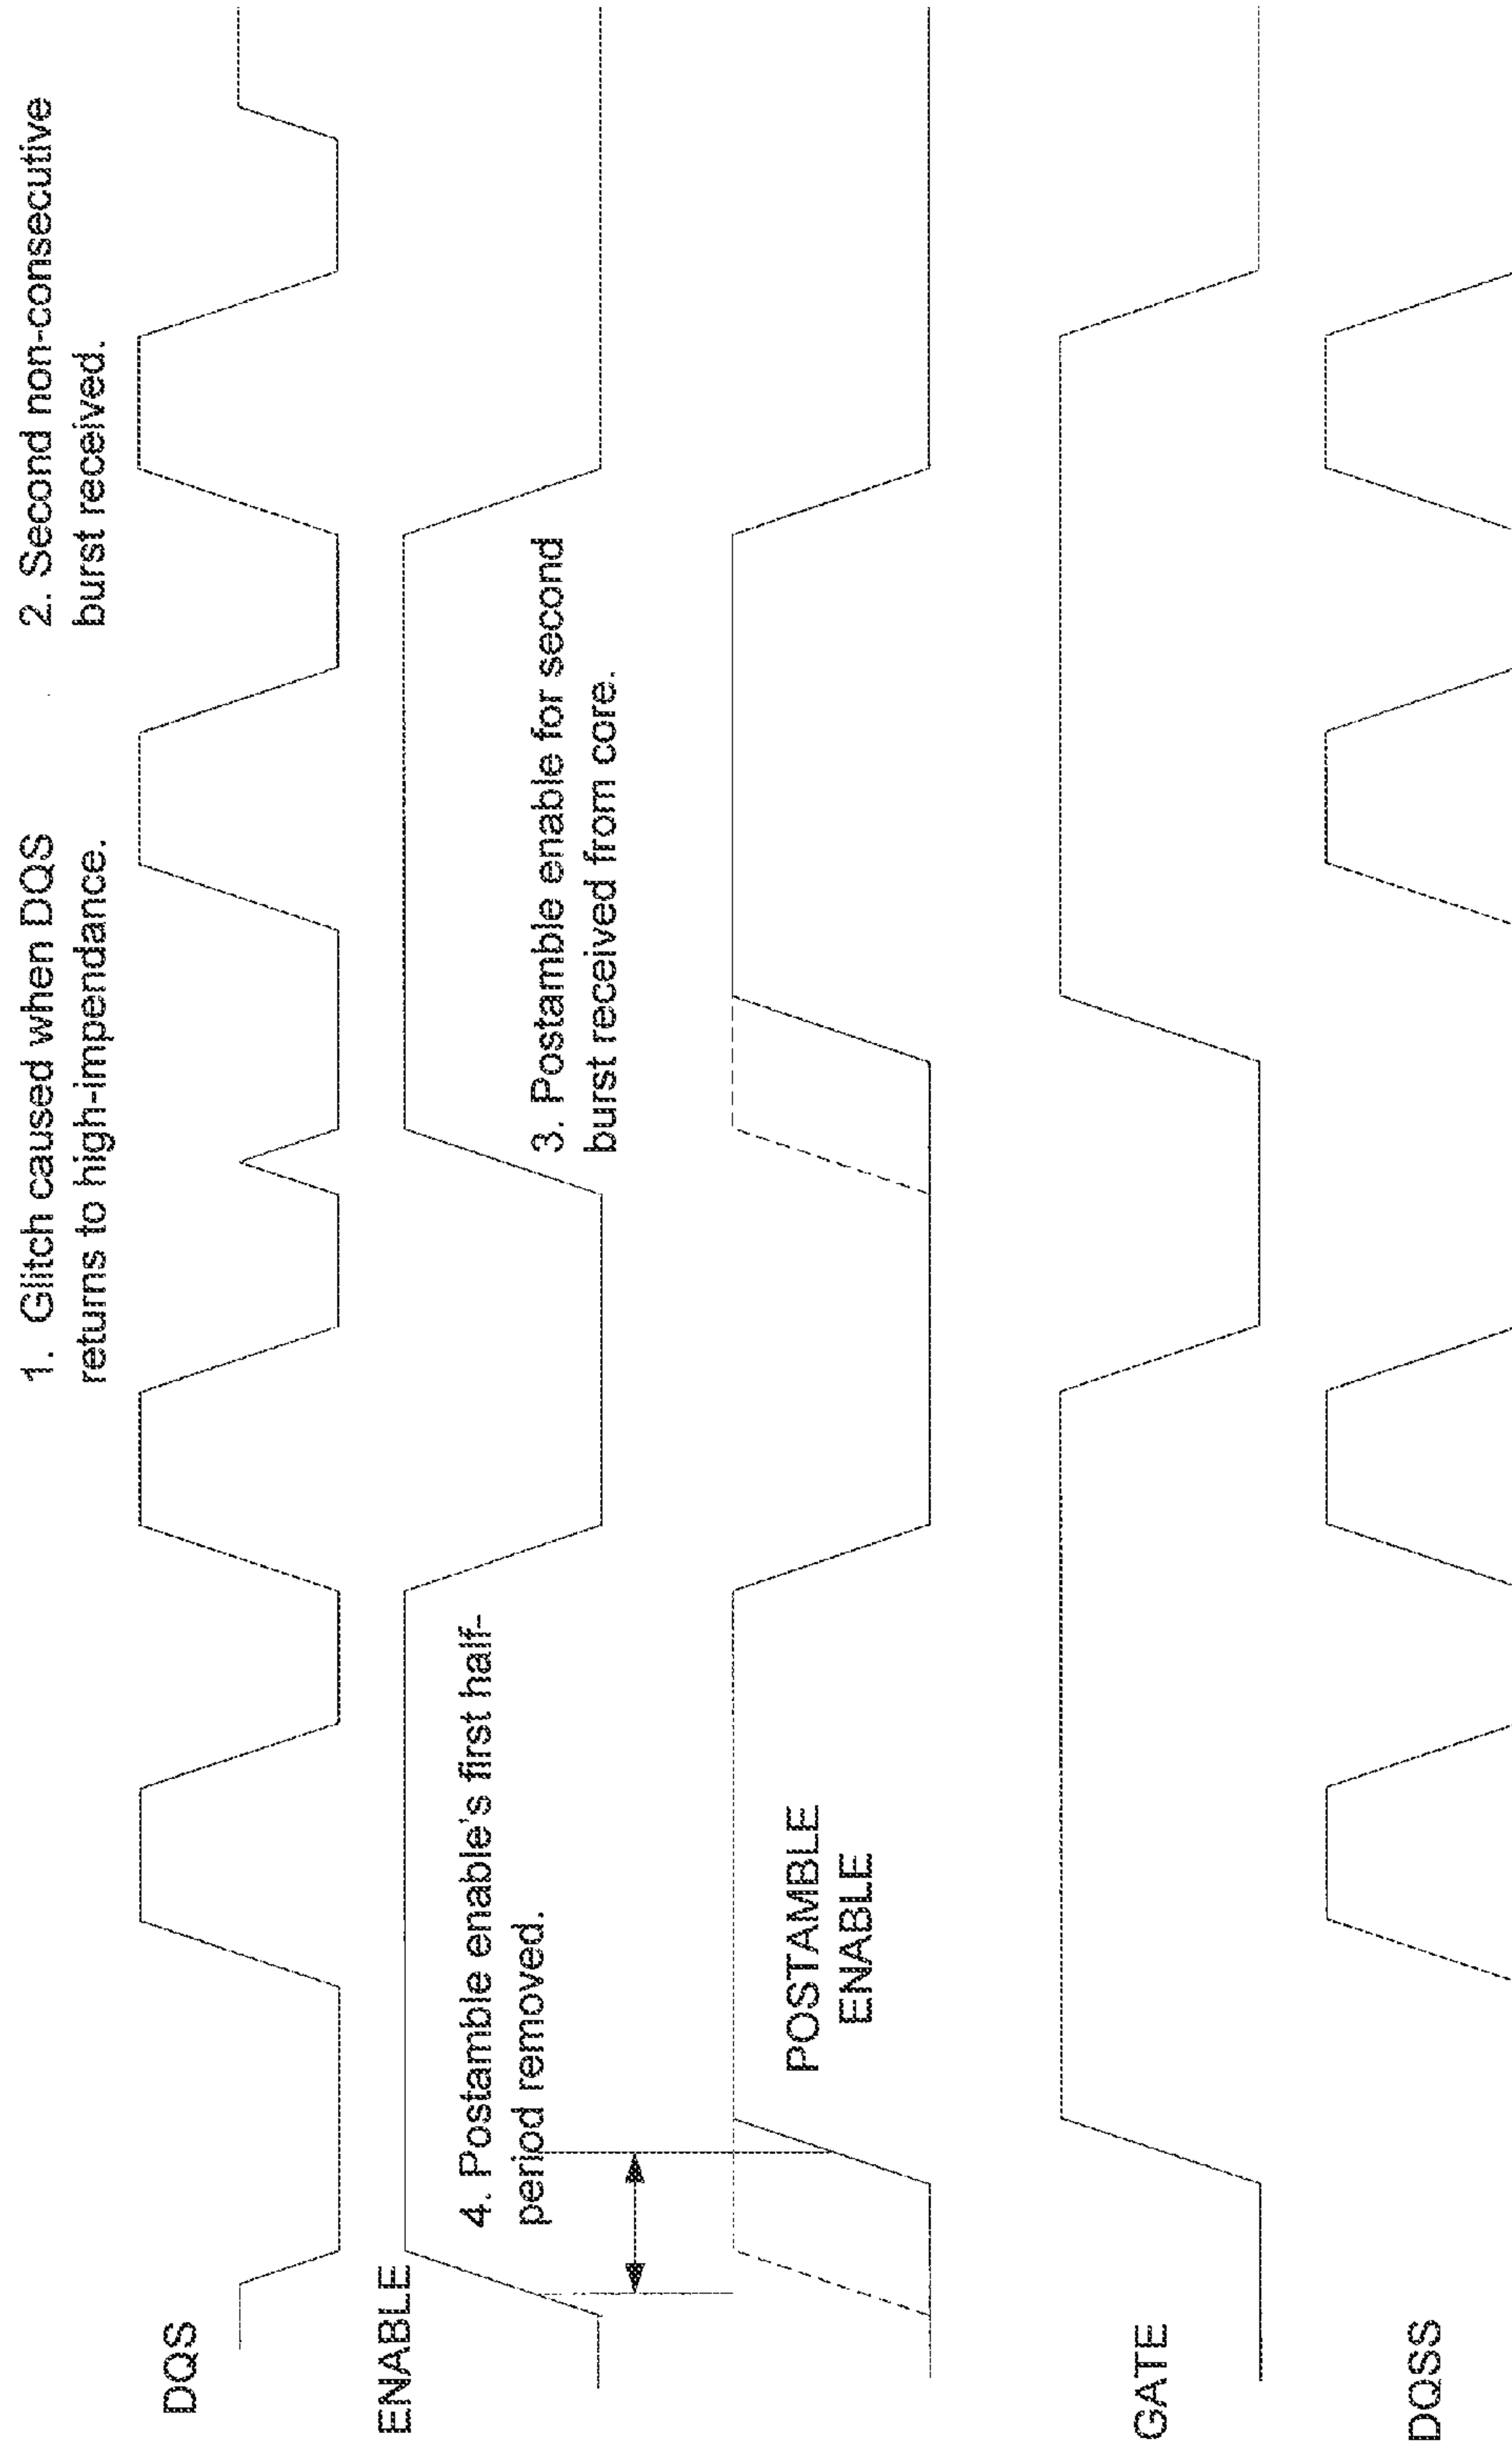 1. Glitch caused when DQS
returns to high-impendance.
2. Second non-consecutive
burst received.
DQS
ENABLE
4. Postamble enable's first half-
period removed.
3. Postamble enable for second
burst received from core.
POSTAMBLE
ENABLE
GATE
DQSS